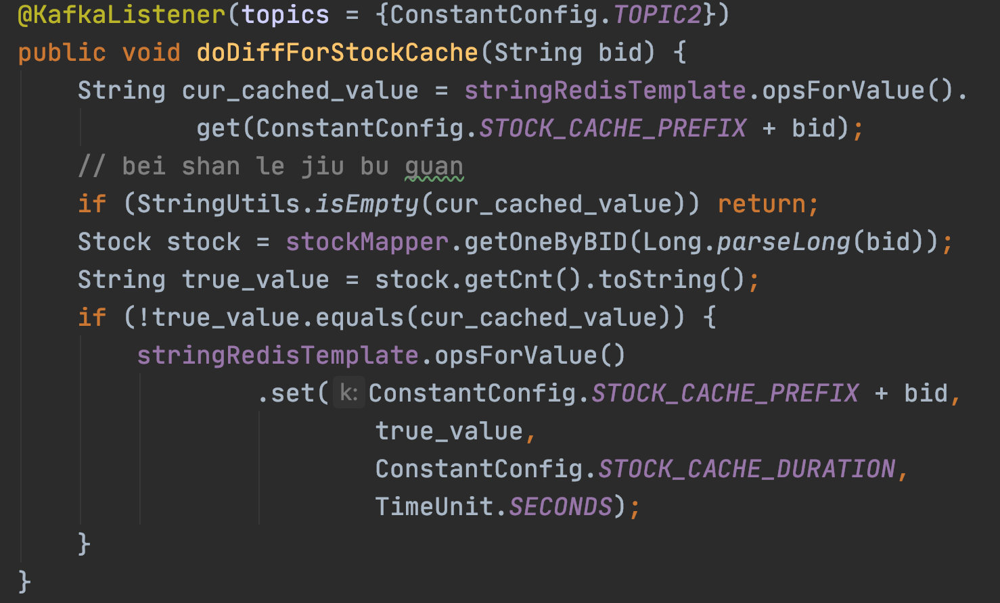 @KafkaListener(topics = {ConstantConfig.TOPIC2})
public void doDiffForStockCache(String bid) {
    String cur_cached_value = stringRedisTemplate.opsForValue().
            get(ConstantConfig.STOCK_CACHE_PREFIX + bid);
    // bei shan le jiu bu guan
    if (StringUtils.isEmpty(cur_cached_value)) return;
    Stock stock = stockMapper.getOneByBID(Long.parseLong(bid));
    String true_value = stock.getCnt().toString();
    if (!true_value.equals(cur_cached_value)) {
        stringRedisTemplate.opsForValue()
                .set( k: ConstantConfig.STOCK_CACHE_PREFIX + bid,
                        true_value,
                        ConstantConfig.STOCK_CACHE_DURATION,
                        TimeUnit.SECONDS);
    }
}